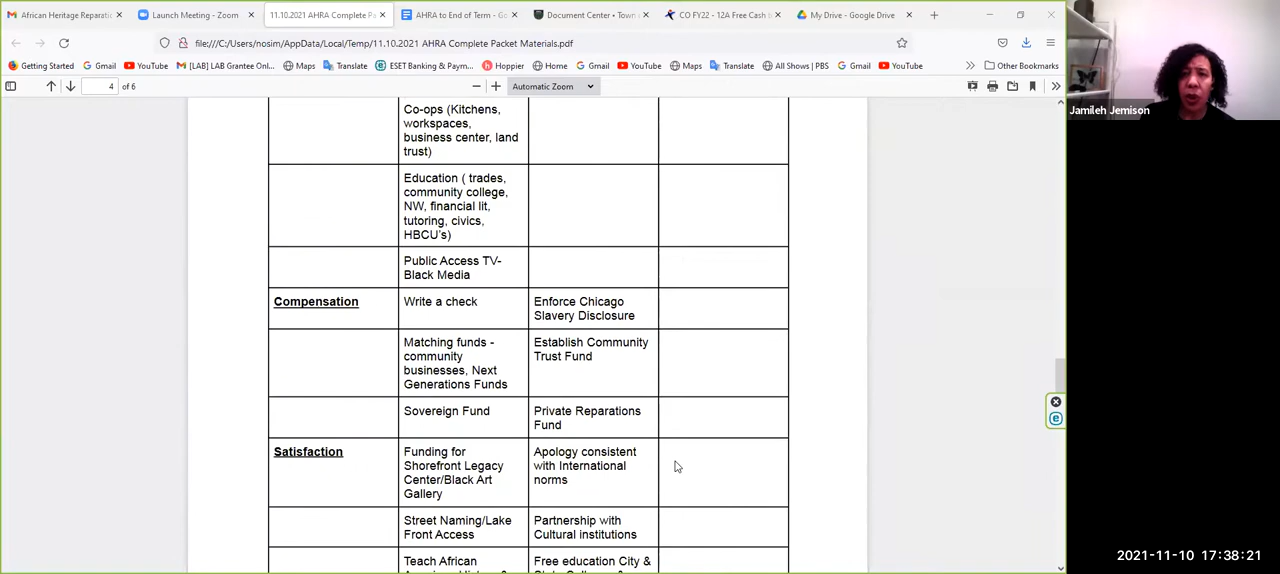 African Heritage Reparatio
Launch Meeting - Zoom
11.10.2021 AHRA Complete Pa
AHRA to End of Term - Go
Document Center • Town
CO FY22 - 12A Free Cash t
My Drive - Google Drive
file:///C:/Users/nosim/AppData/Local/Temp/11.10.2021 AHRA Complete Packet Materials.pdf
Getting Started
YouTube
[LAB] LAB Grantee Onl...
Maps
Translate
ESET Banking & Paym...
Hoppier
Home
Gmail
YouTube
Maps
Translate
All Shows | PBS
Gmail
YouTube
Other Bookmarks
4 of 6
Automatic Zoom
Co-ops (Kitchens,
workspaces,
business center, land
trust)
Education ( trades,
community college,
NW, financial lit,
tutoring, civics,
HBCU's)
Public Access TV-
Black Media
Compensation
Write a check
Enforce Chicago
Slavery Disclosure
Matching funds -
community
businesses, Next
Generations Funds
Establish Community
Trust Fund
Sovereign Fund
Private Reparations
Fund
Satisfaction
Funding for
Shorefront Legacy
Center/Black Art
Gallery
Apology consistent
with International
norms
Street Naming/Lake
Front Access
Partnership with
Cultural institutions
Teach African
Free education City &
Jamileh Jemison
2021-11-10 17:38:21